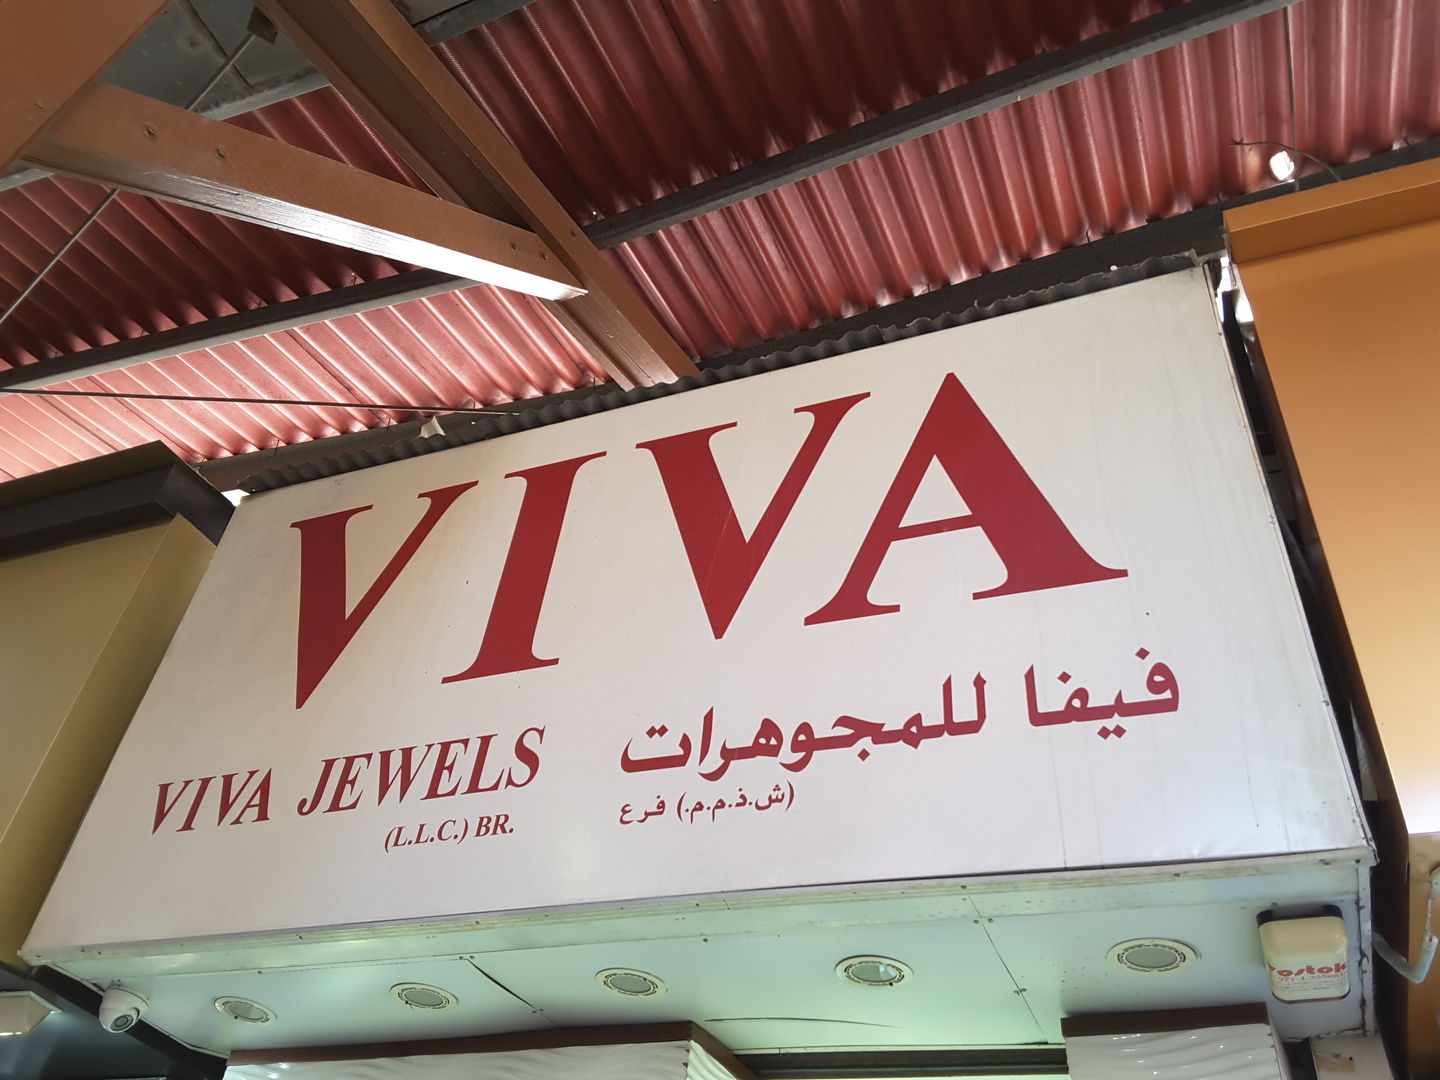 VIVA
VIVA JEWELS
(L.L.C.) BR.
فيفا للمجوهرات
(ش.ذ.م.م.) فرع